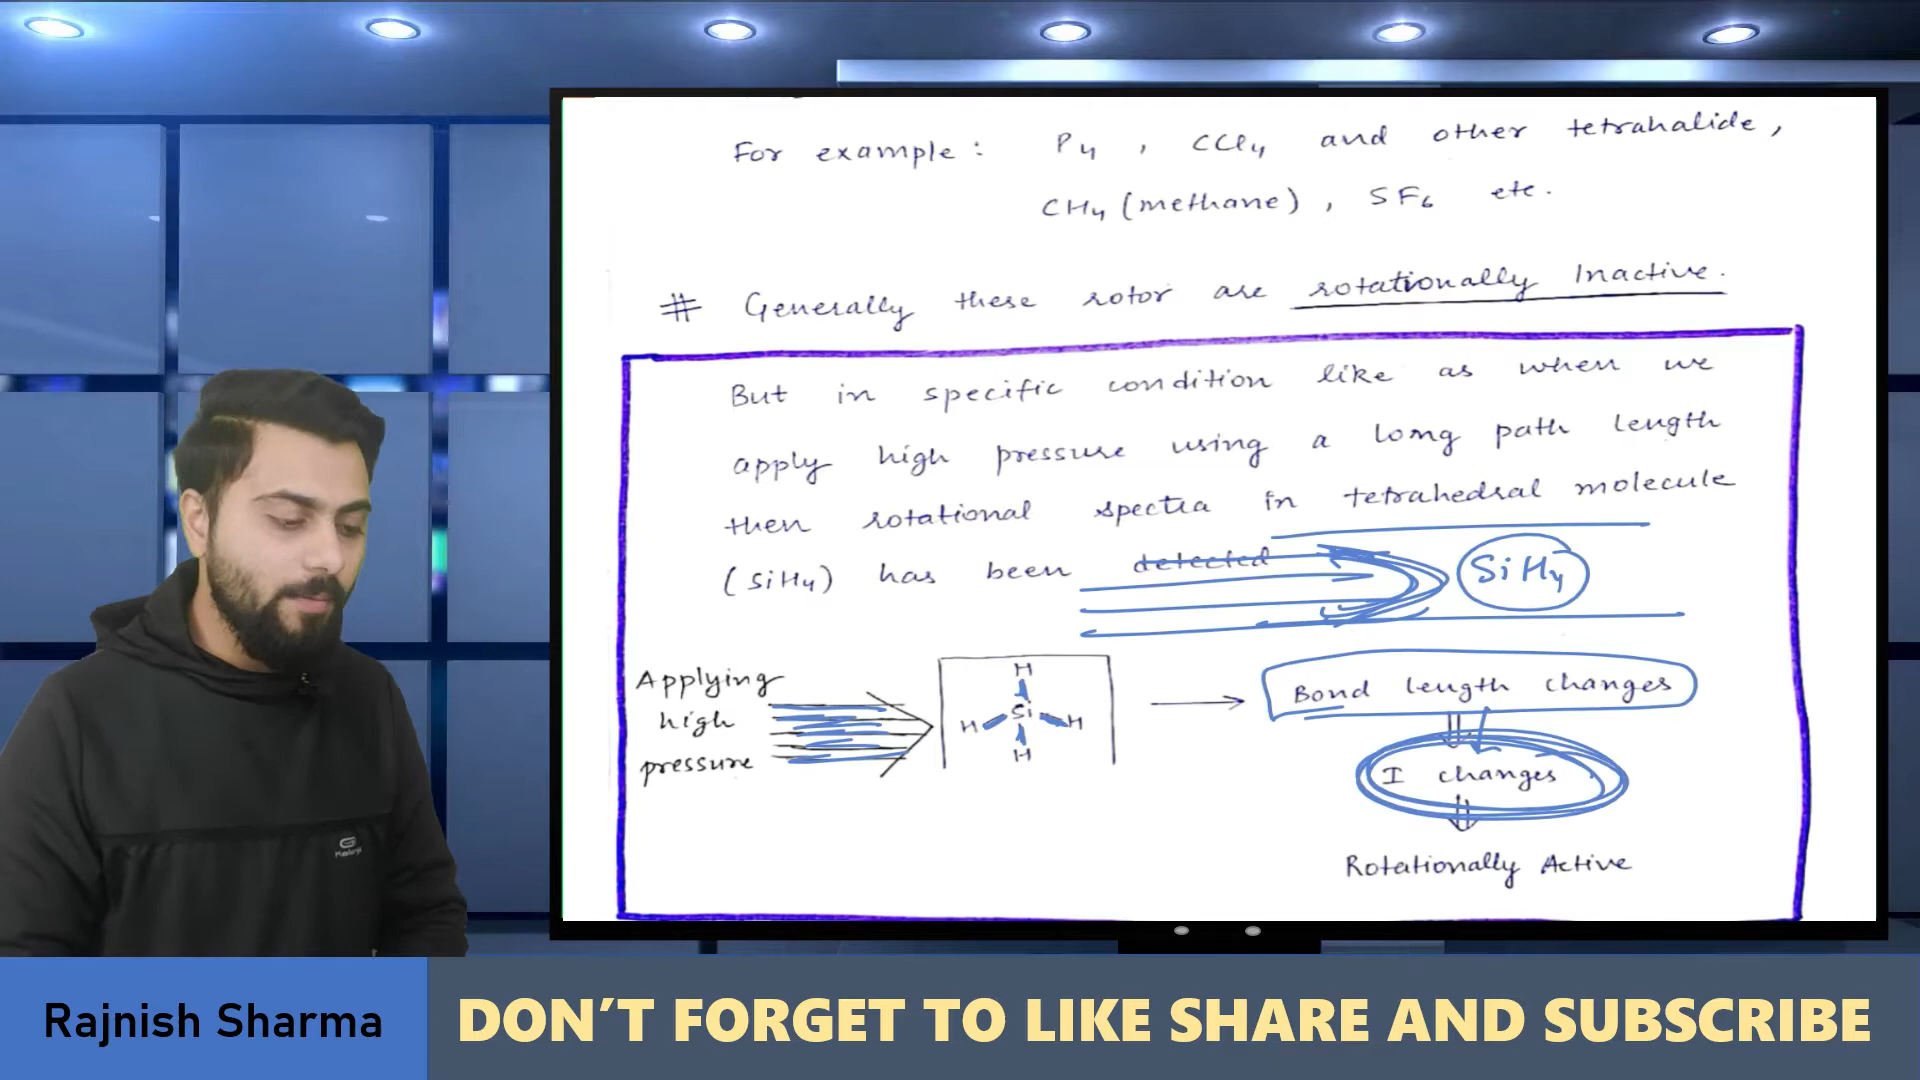 For example : P4 , CCl4 and other tetrahalide ,
CH4 (methane) , SF6 etc.
# Generally these rotor are rotationally Inactive.
But in specific condition like as when we
apply high pressure using a long path length
then rotational spectra in tetrahedral molecule
(SiH4) has been detected
SiH4
Applying
high
pressure
H
H Si H
H
Bond length changes
I changes
Rotationally Active
G
Rajnish Sharma
DON'T FORGET TO LIKE SHARE AND SUBSCRIBE